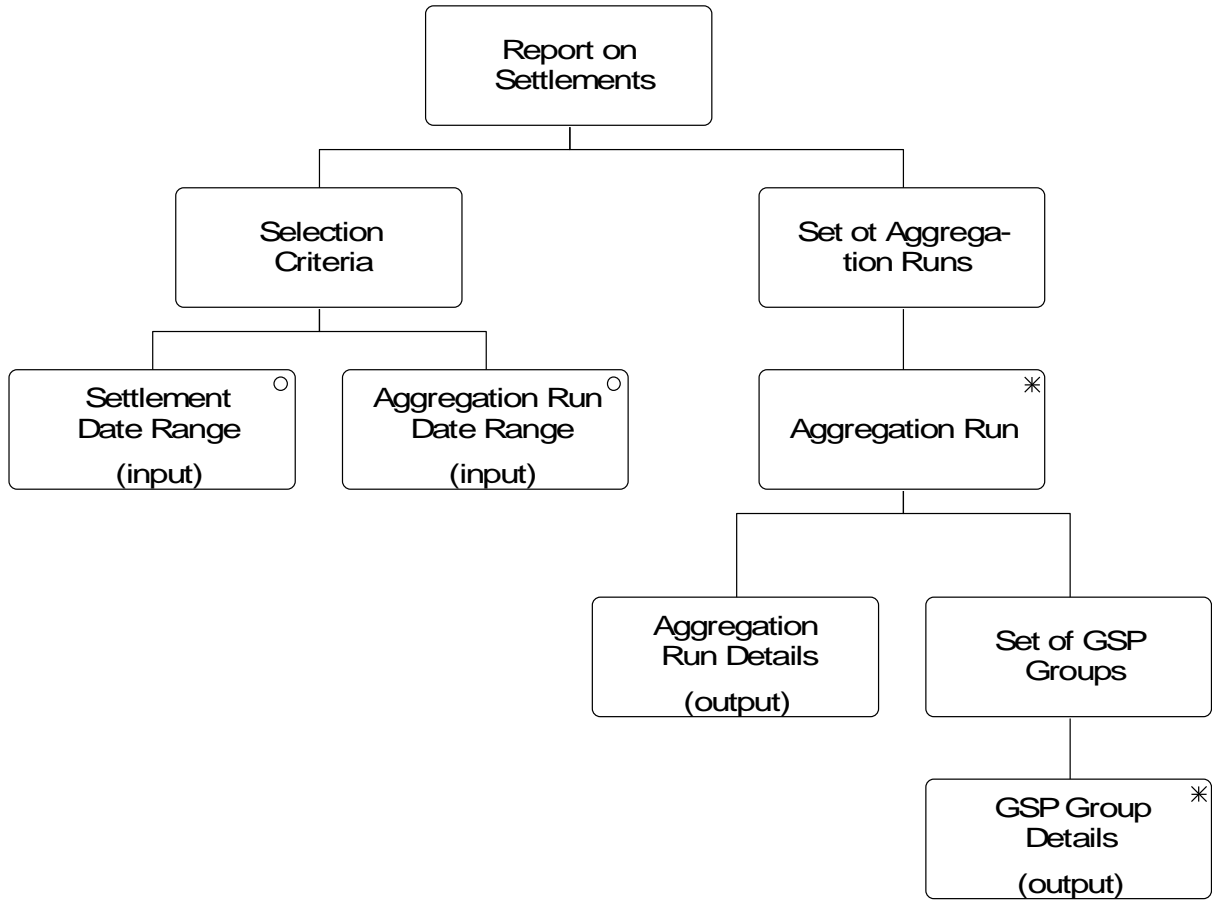 Report on
Settlements
Selection
Criteria
Set ot Aggrega-
tion Runs
Settlement
Date Range
(input)
Aggregation Run
Date Range
(input)
Aggregation Run
Aggregation
Run Details
(output)
Set of GSP
Groups
GSP Group
Details
(output)